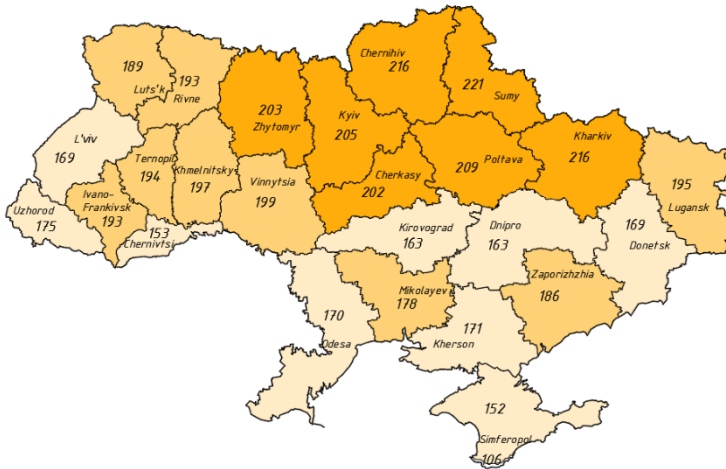 Chernihiv
216
189
Luts'k
193
Rivne
221
Sumy
203
Zhytomyr
Kyiv
205
Kharkiv
216
L'viv
169
Ternopil
194
Khmelnitsky
197
Vinnytsia
199
Cherkasy
202
209
Poltava
195
Lugansk
Uzhorod
175
Ivano-
Frankivsk
193
153
Chernivtsi
Kirovograd
163
Dnipro
163
169
Donetsk
Zaporizhzhia
186
Mikolayev
178
170
Odesa
171
Kherson
152
Simferopol
106